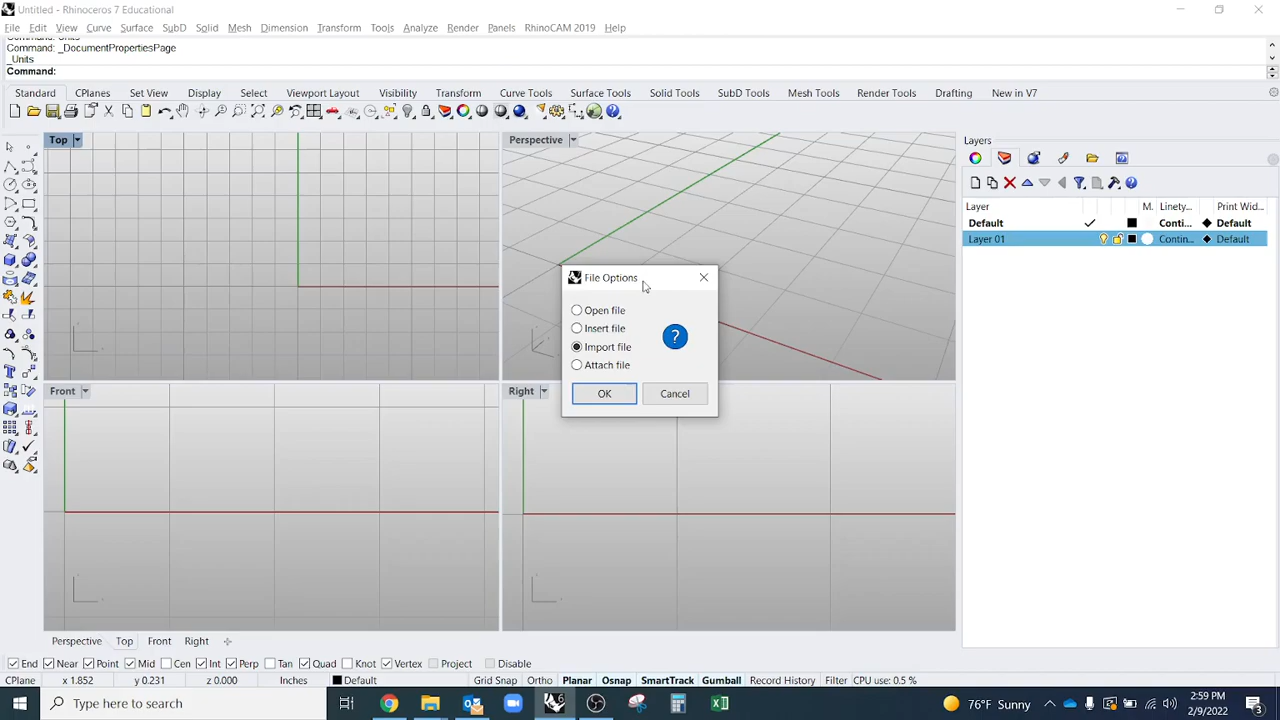 Untitled - Rhinoceros 7 Educational
File Edit View Curve Surface SubD Solid Mesh Dimension Transform Tools Analyze Render Panels RhinoCAM 2019 Help
Command: _DocumentPropertiesPage
_Units
Command:
Standard CPlanes Set View Display Select Viewport Layout Visibility Transform Curve Tools Surface Tools Solid Tools SubD Tools Mesh Tools Render Tools Drafting New in V7
Top
Perspective
Layers
Layer M. Linety... Print Wid...
Default Conti... Default
Layer 01 Contin... Default
File Options
Open file
Insert file
Import file
Attach file
?
OK Cancel
Front
Right
Perspective Top Front Right
End Near Point Mid Cen Int Perp Tan Quad Knot Vertex Project Disable
CPlane x 1.852 y 0.231 z 0.000 Inches Default Grid Snap Ortho Planar Osnap SmartTrack Gumball Record History Filter CPU use: 0.5 %
Type here to search
76°F Sunny
2:59 PM
2/9/2022
3